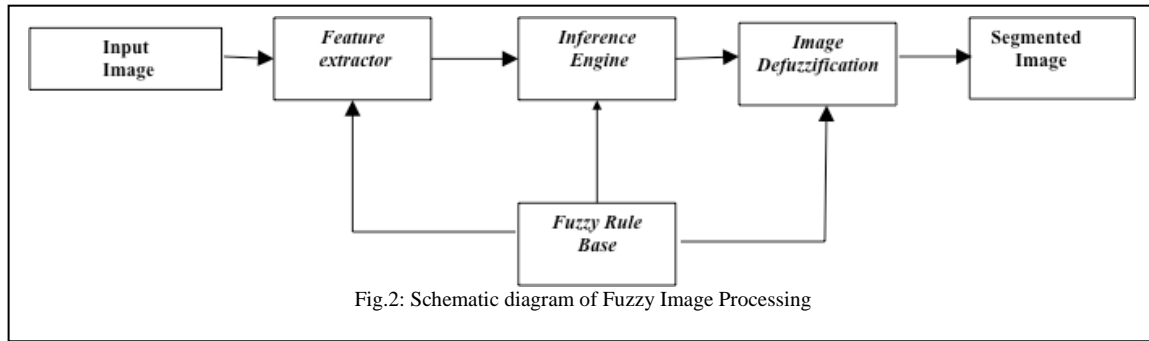 Input
Image
Feature
extractor
Inference
Engine
Image
Defuzzification
Segmented
Image
Fuzzy Rule
Base
Fig.2: Schematic diagram of Fuzzy Image Processing